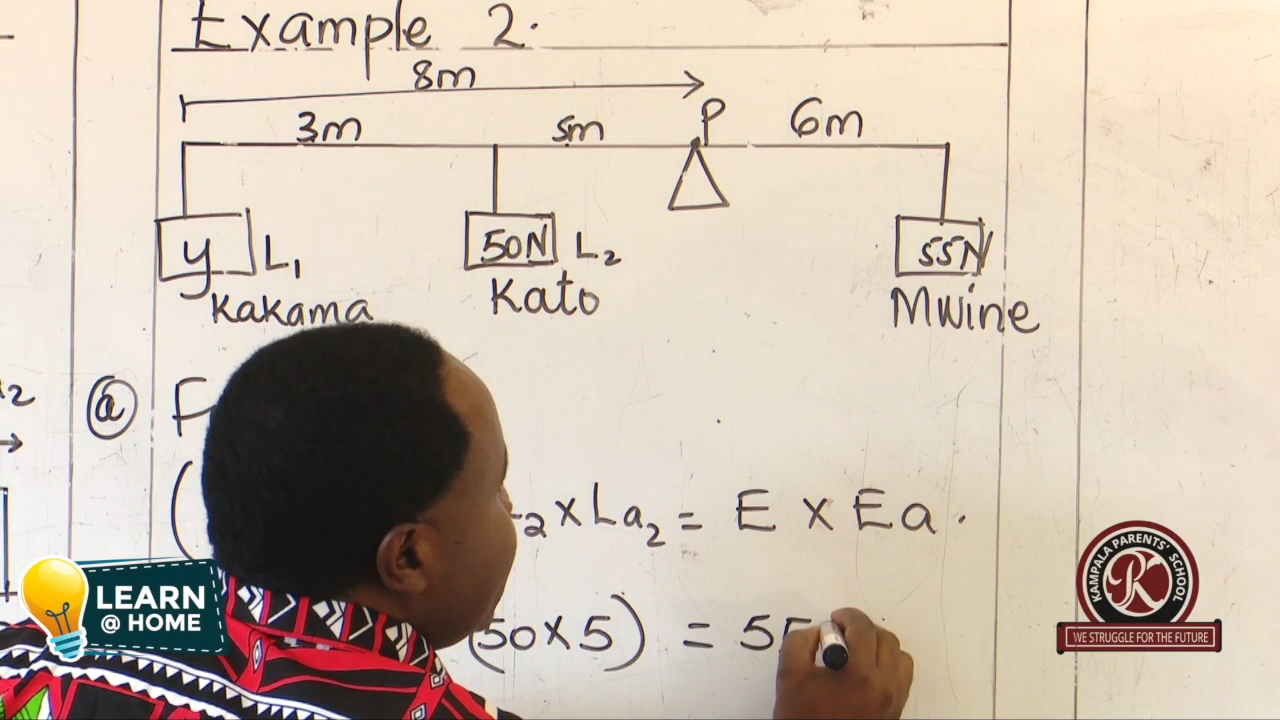 Example 2.
8m
3m 5m P 6m
y L₁ 50N L₂ 55N
Kakama Kato Mwine
a2
(a)
( ₂ x La₂ = E x Ea.
(50x5) = 55
LEARN
@ HOME
KAMPALA PARENTS' SCHOOL
K
WE STRUGGLE FOR THE FUTURE